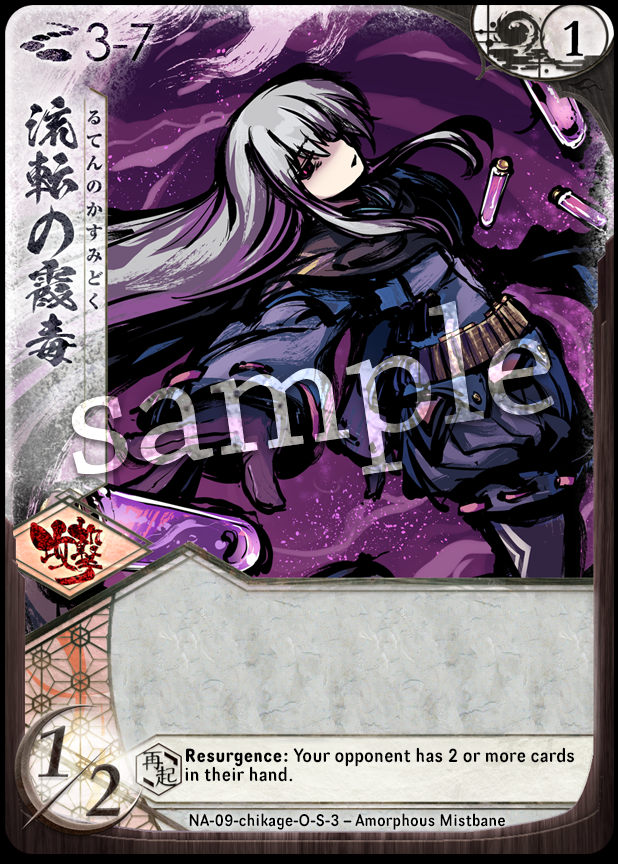 3-7
1
流転の霞毒
るてんのかすみどく
sample
攻撃
1/2
再起
Resurgence: Your opponent has 2 or more cards
in their hand.
NA-09-chikage-O-S-3 – Amorphous Mistbane